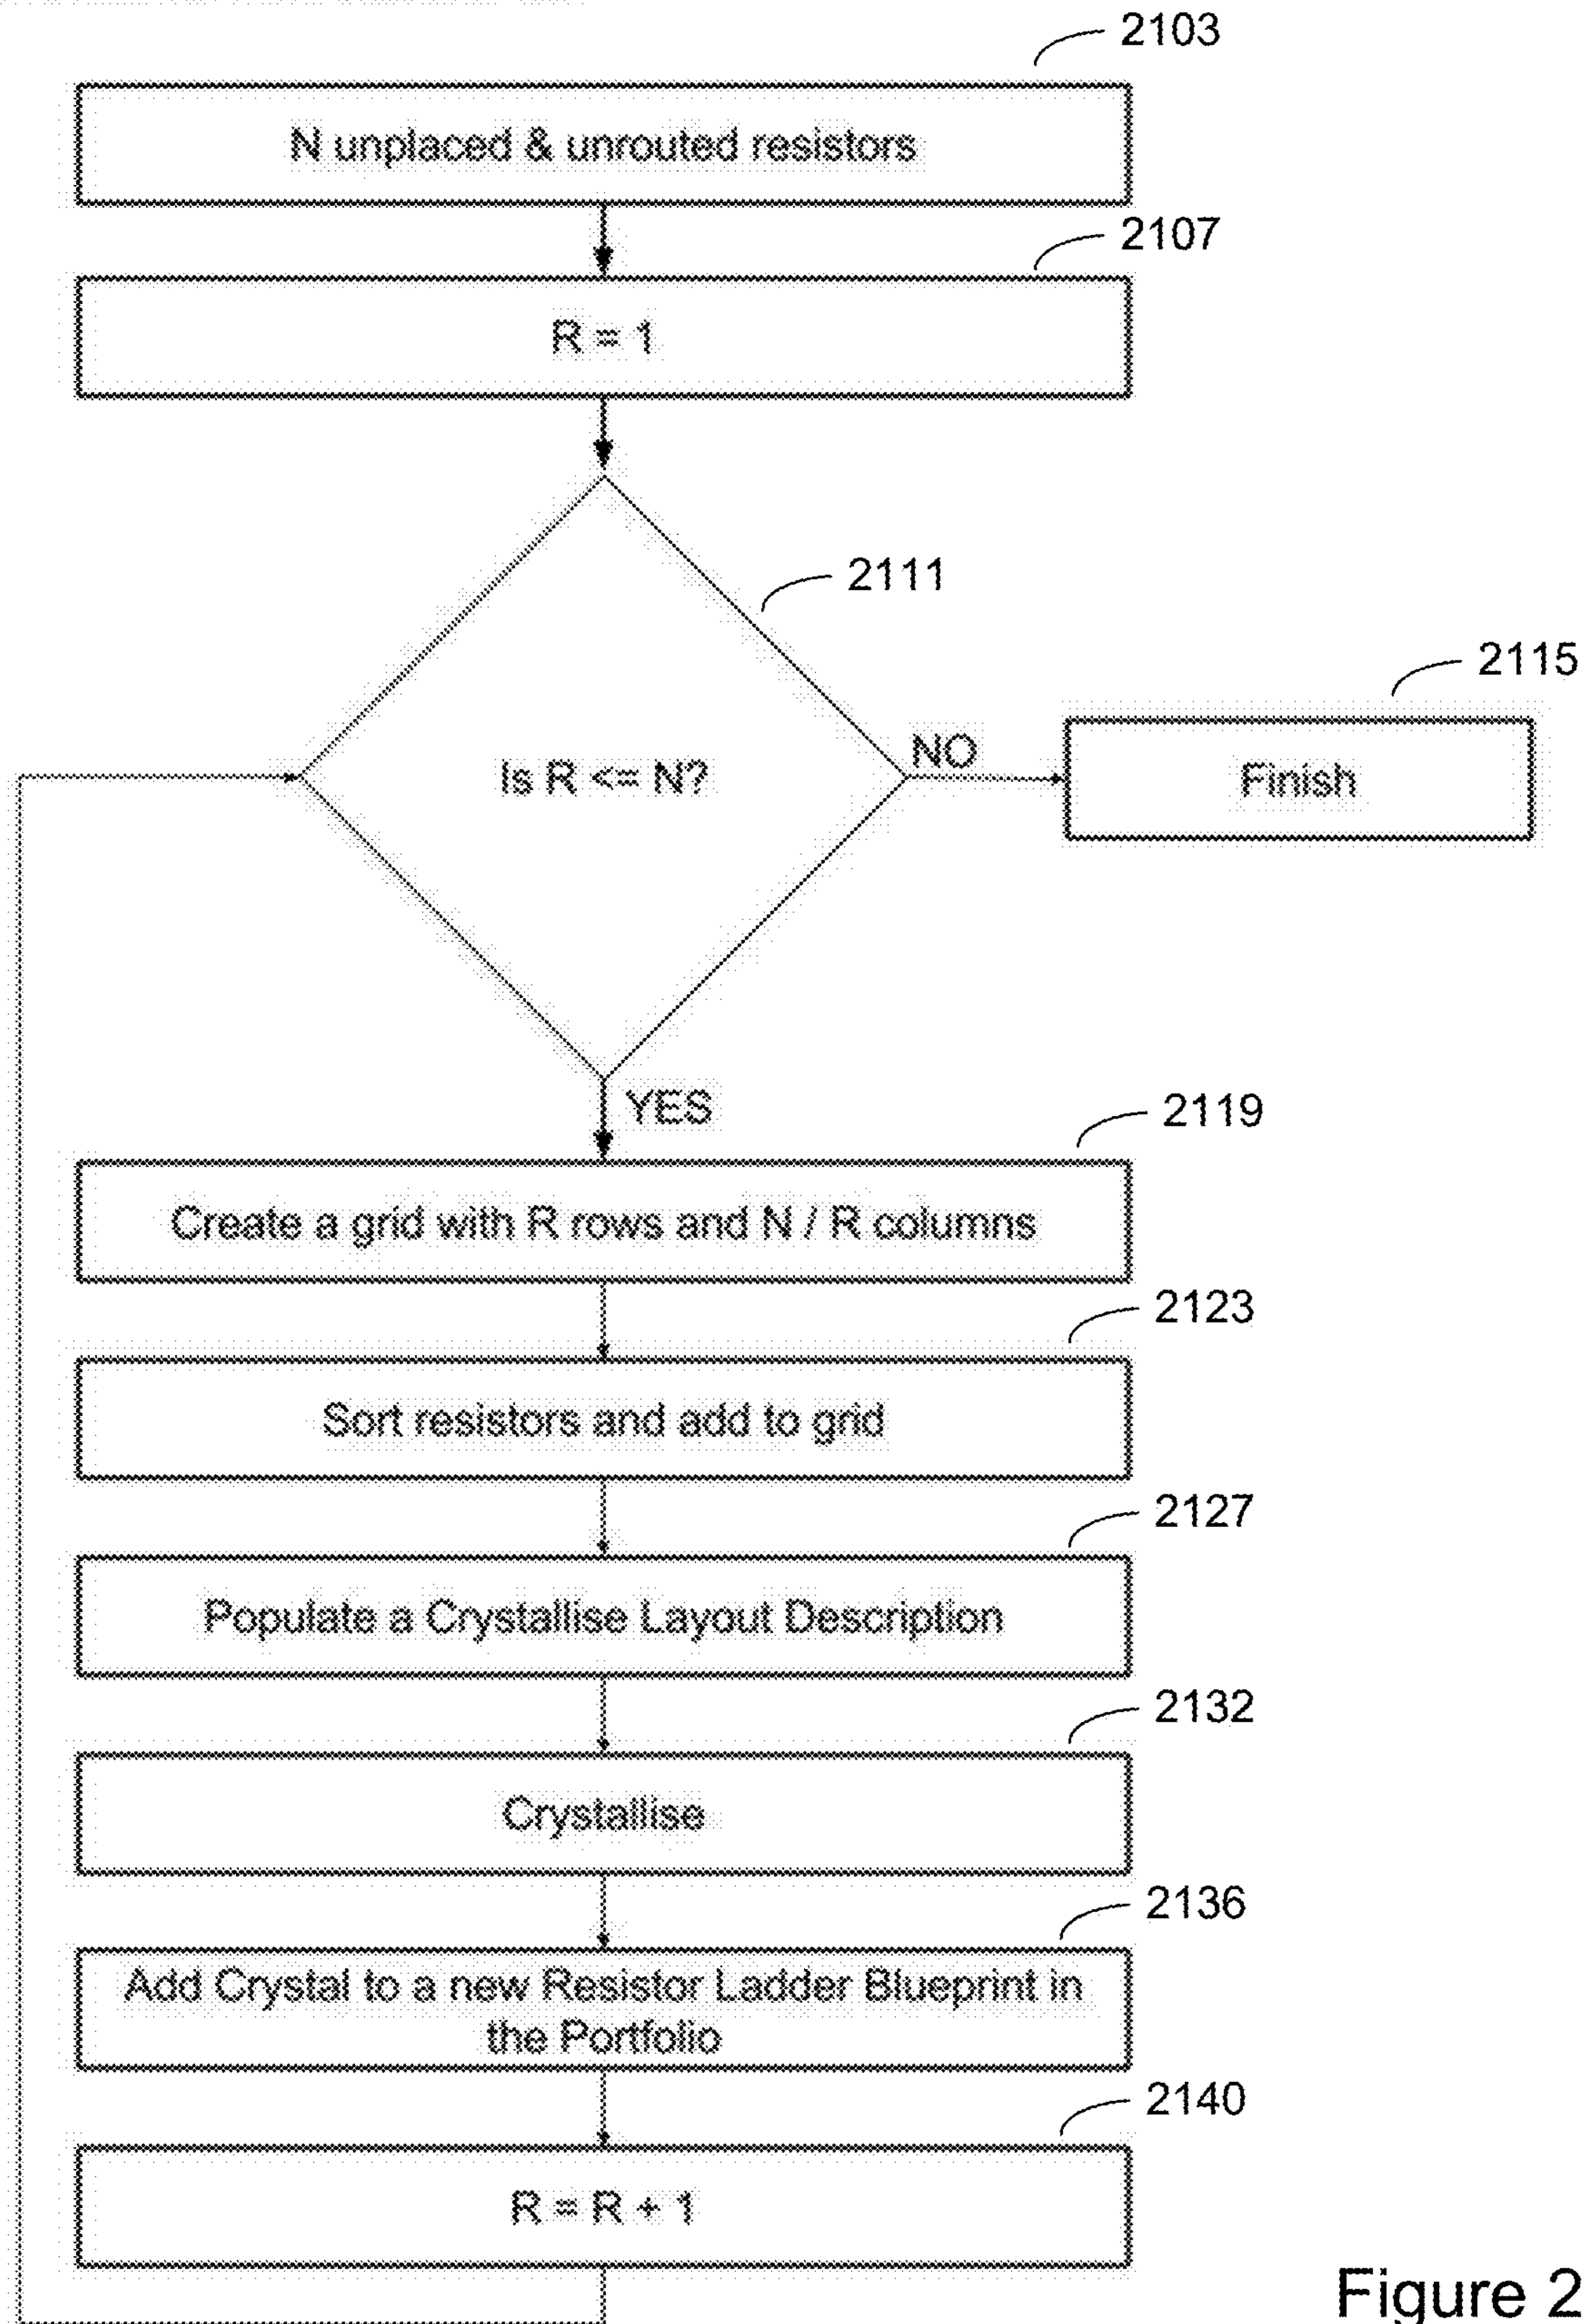 2103
N unplaced & unrouted resistors
2107
R = 1
2111
Is R <= N?
NO
2115
Finish
YES
2119
Create a grid with R rows and N / R columns
2123
Sort resistors and add to grid
2127
Populate a Crystallise Layout Description
2132
Crystallise
2136
Add Crystal to a new Resistor Ladder Blueprint in
the Portfolio
2140
R = R + 1
Figure 2